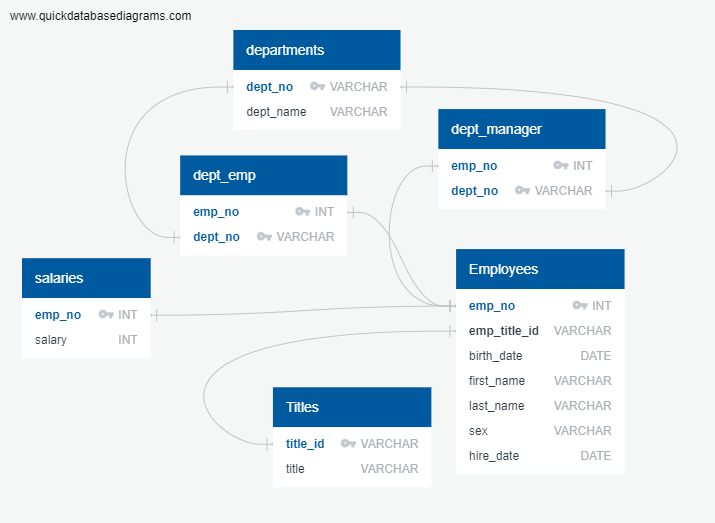 www.quickdatabasediagrams.com
departments
dept_no VARCHAR
dept_name VARCHAR
dept_manager
emp_no INT
dept_no VARCHAR
dept_emp
emp_no INT
dept_no VARCHAR
salaries
emp_no INT
salary INT
Employees
emp_no INT
emp_title_id VARCHAR
birth_date DATE
first_name VARCHAR
last_name VARCHAR
sex VARCHAR
hire_date DATE
Titles
title_id VARCHAR
title VARCHAR